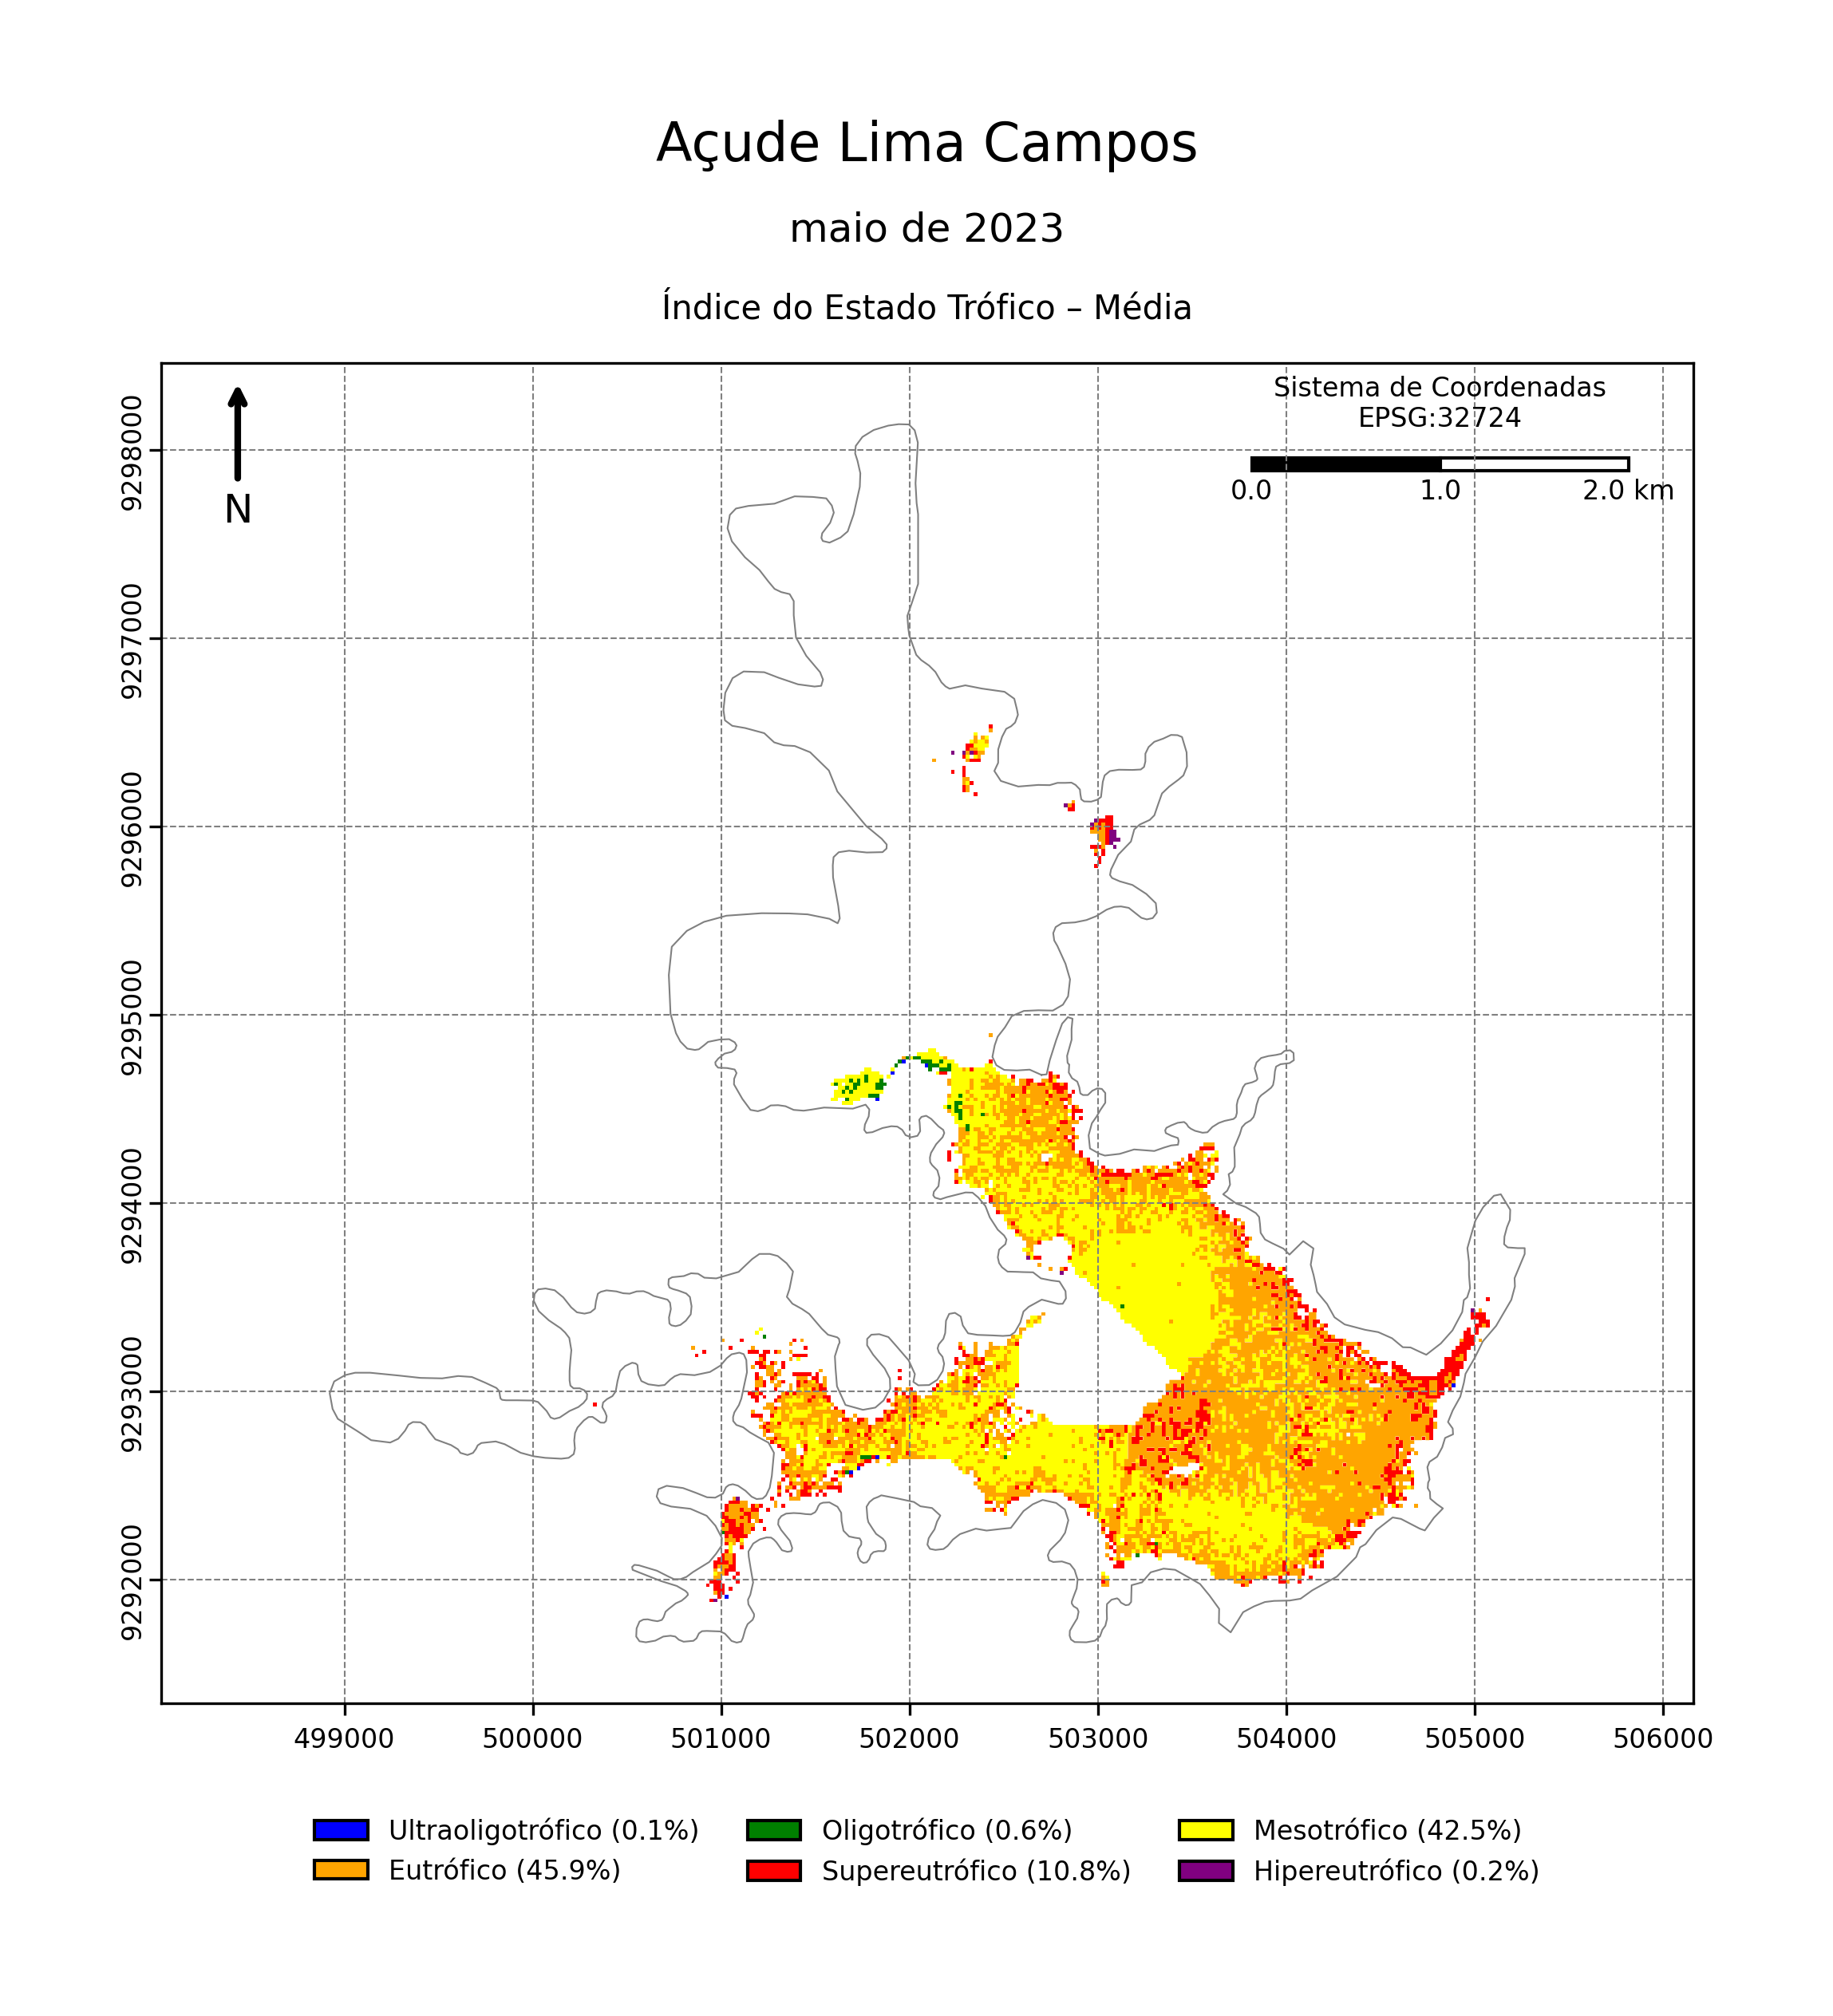 Açude Lima Campos
maio de 2023
Índice do Estado Trófico – Média
Sistema de Coordenadas
EPSG:32724
0.0 1.0 2.0 km
N
9298000
9297000
9296000
9295000
9294000
9293000
9292000
499000 500000 501000 502000 503000 504000 505000 506000
Ultraoligotrófico (0.1%) Oligotrófico (0.6%) Mesotrófico (42.5%)
Eutrófico (45.9%) Supereutrófico (10.8%) Hipereutrófico (0.2%)